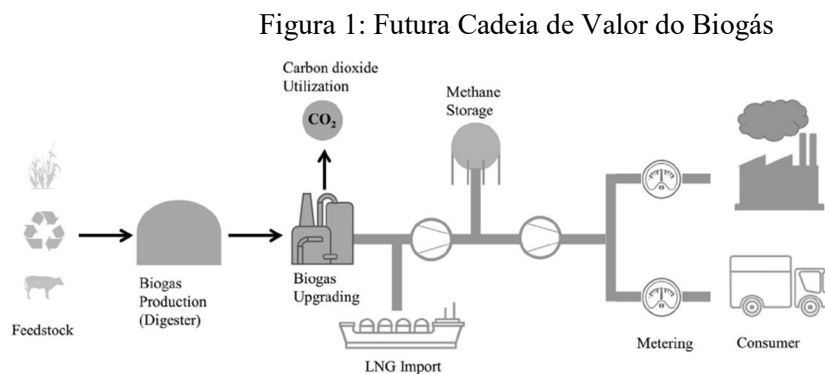 Figura 1: Futura Cadeia de Valor do Biogás
Carbon dioxide
Utilization
CO₂
Methane
Storage
Biogas
Production
(Digester)
Biogas
Upgrading
Feedstock
LNG Import
Metering
Consumer